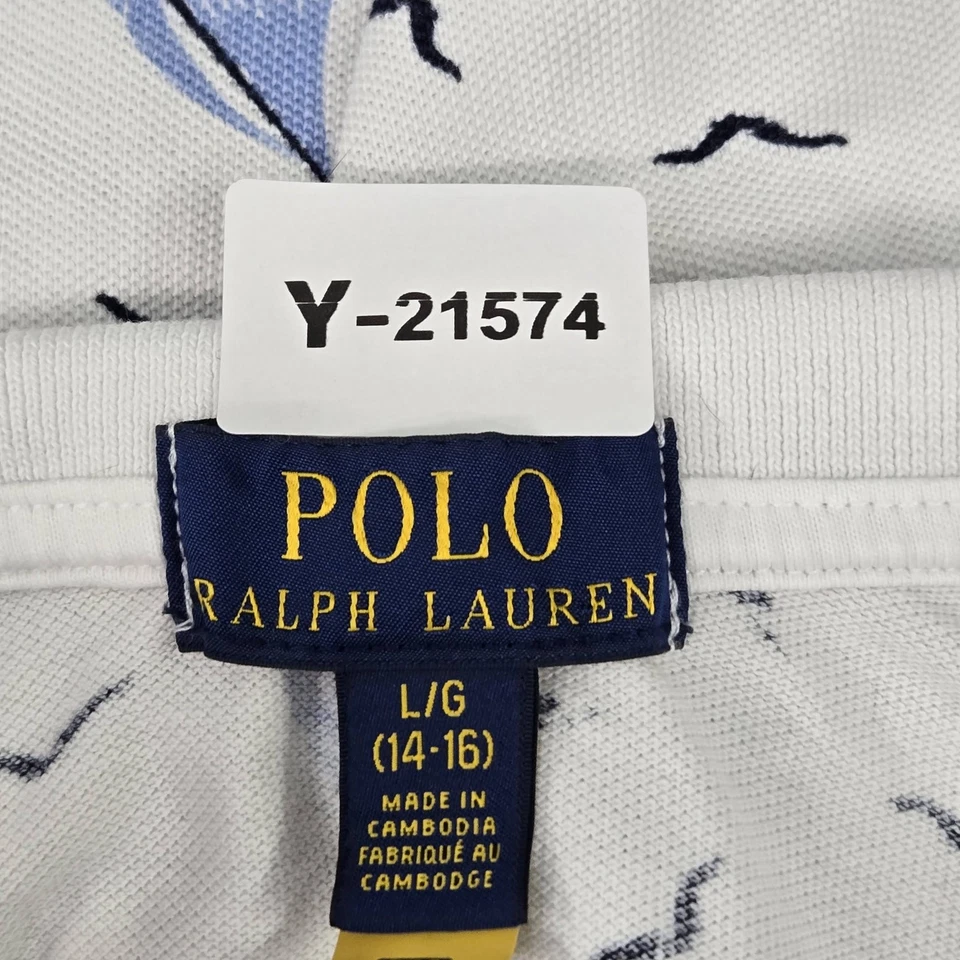 Y-21574
POLO
RALPH LAUREN
L/G
(14-16)
MADE IN
CAMBODIA
FABRIQUÉ AU
CAMBODGE